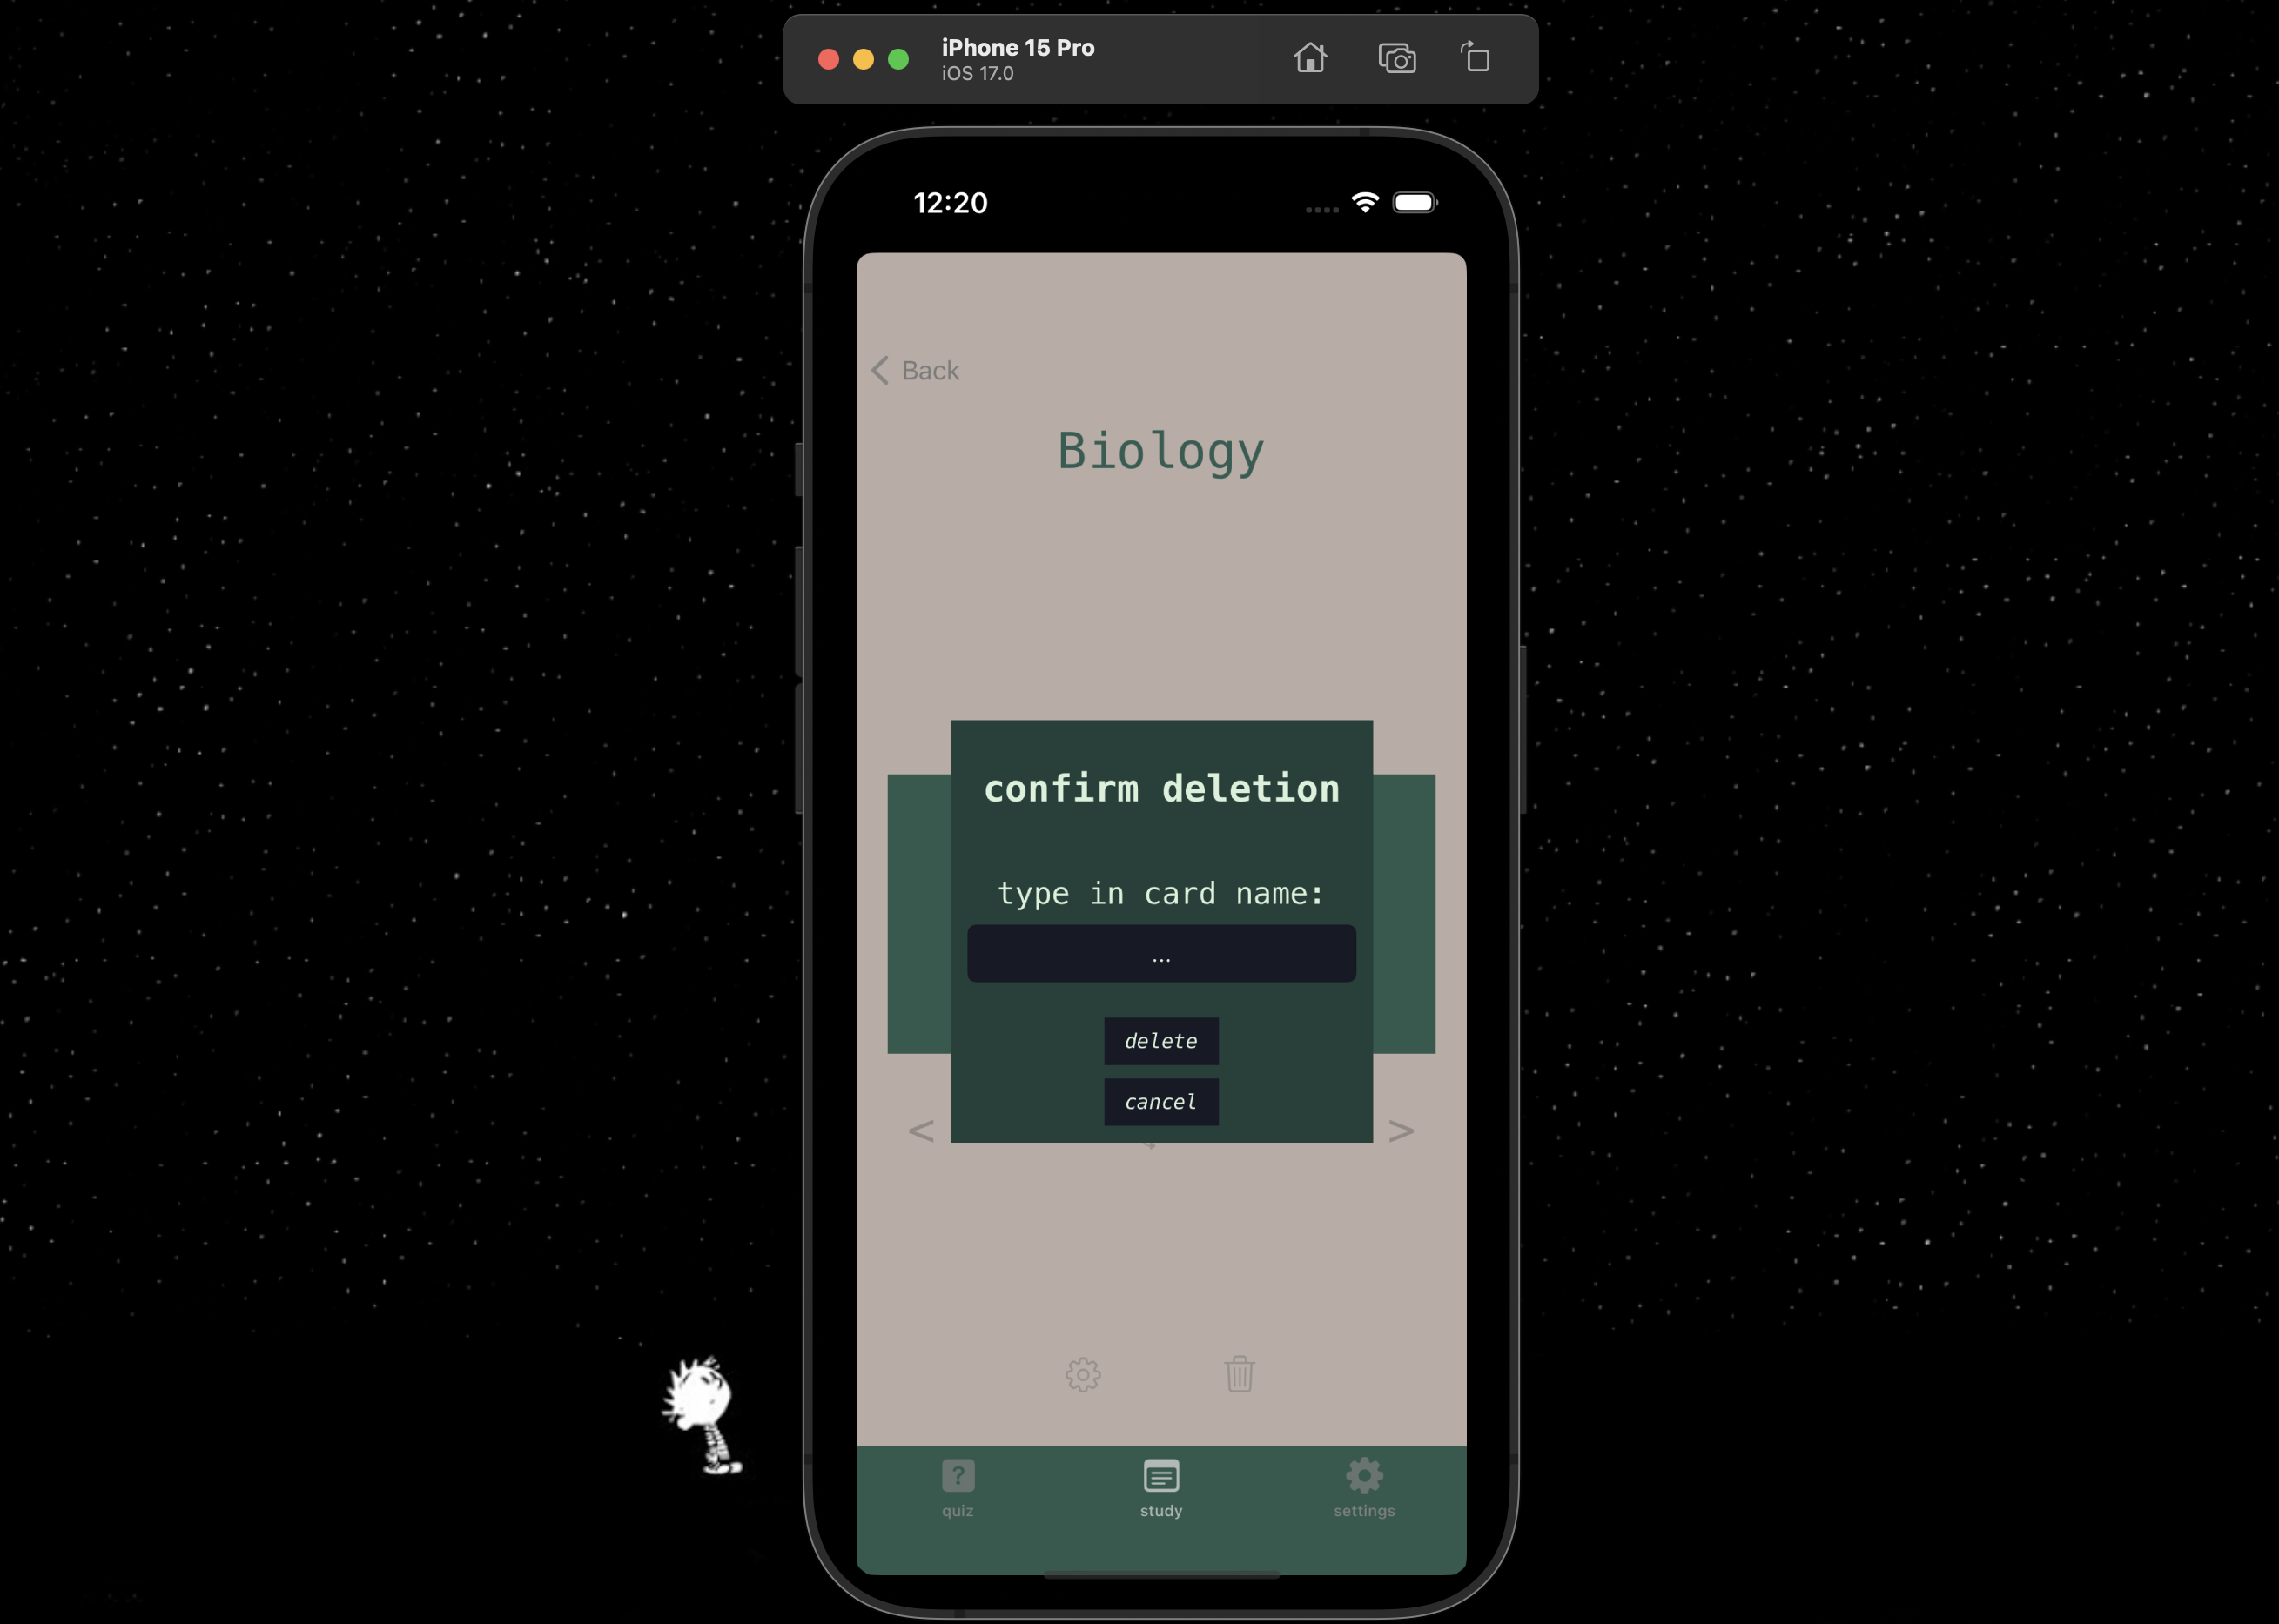 iPhone 15 Pro
iOS 17.0
12:20
Back
Biology
confirm deletion
type in card name:
...
delete
cancel
< >
?
quiz study settings